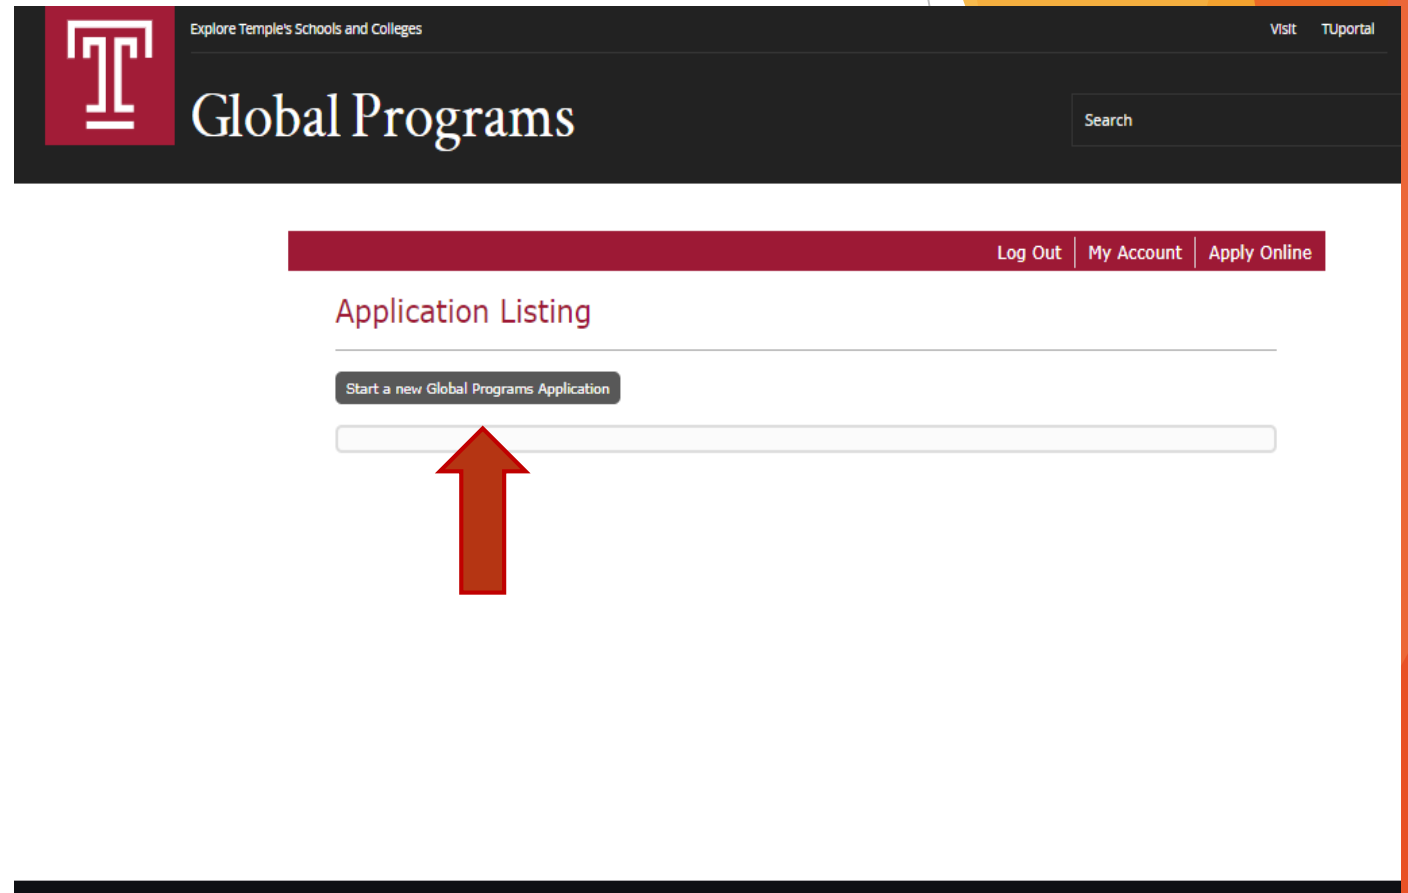 Explore Temple's Schools and Colleges
Visit TUportal
Global Programs
Search
Log Out My Account Apply Online
Application Listing
Start a new Global Programs Application